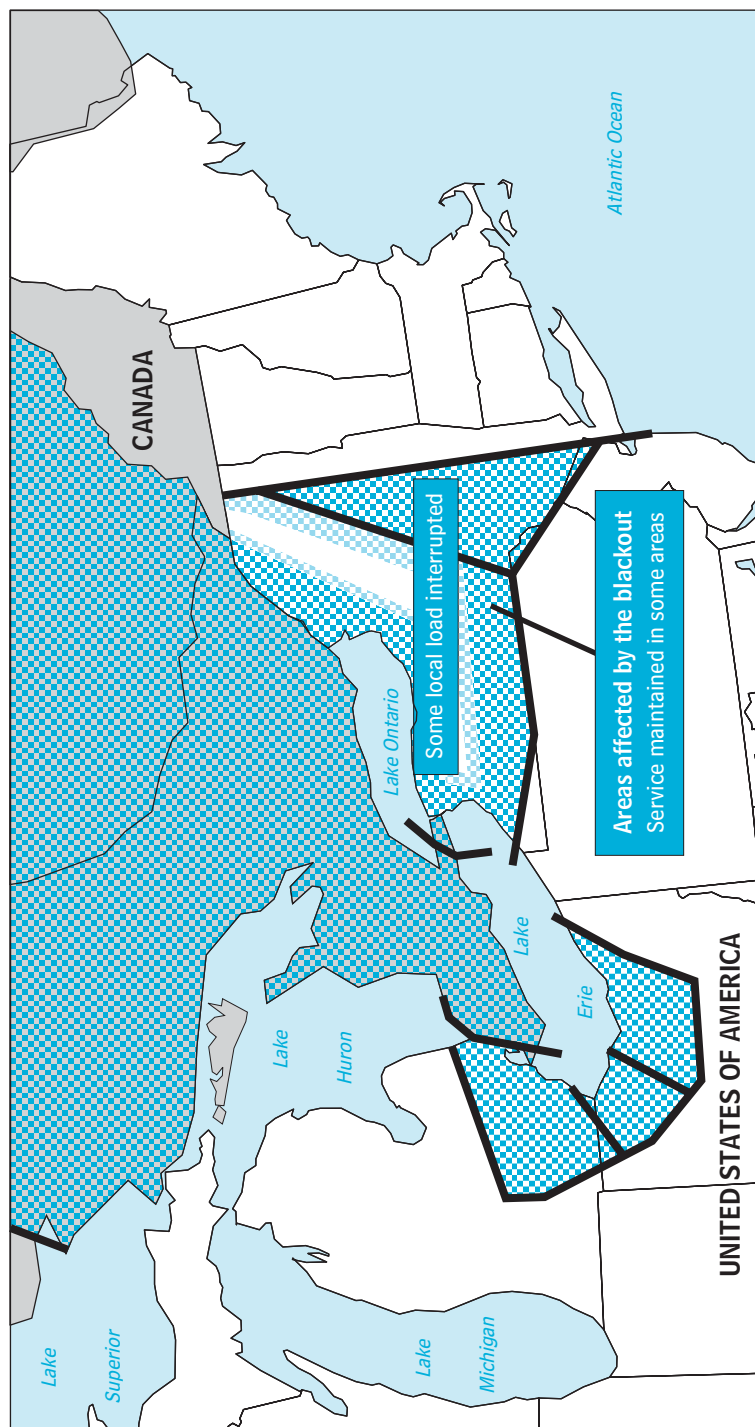 Lake
Superior
CANADA
Lake
Huron
Lake Ontario
Some local load interrupted
Atlantic Ocean
Lake
Michigan
Lake
Erie
Areas affected by the blackout
Service maintained in some areas
UNITED STATES OF AMERICA